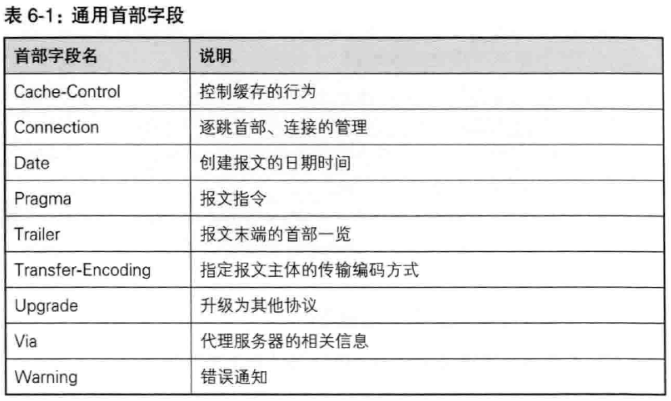 表 6-1：通用首部字段
首部字段名 说明
Cache-Control 控制缓存的行为
Connection 逐跳首部、连接的管理
Date 创建报文的日期时间
Pragma 报文指令
Trailer 报文末端的首部一览
Transfer-Encoding 指定报文主体的传输编码方式
Upgrade 升级为其他协议
Via 代理服务器的相关信息
Warning 错误通知